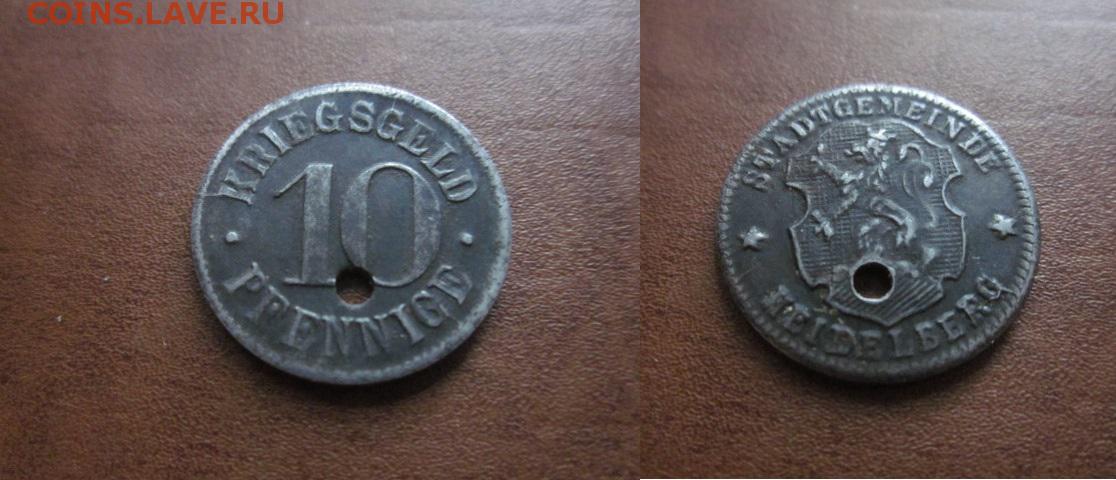 COINS.LAVE.RU
KRIEGSGELD
10
PFENNIGE
STADTGEMEINDE
HEIDELBERG